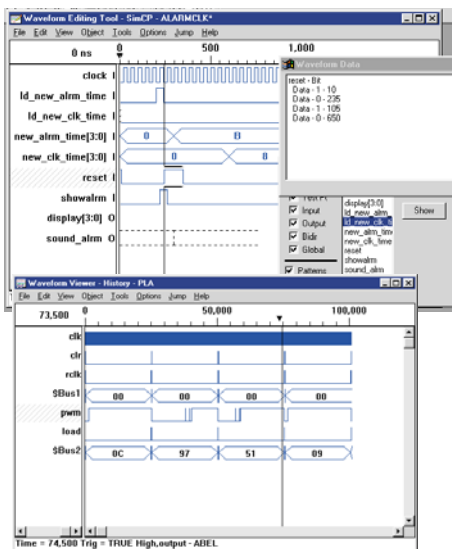 Waveform Editing Tool - SimCP - ALARMCLK*
File Edit View Object Tools Options Jump Help
0 ns 0 500 1,000
clock I
ld_new_alrm_time I
ld_new_clk_time I
new_alrm_time[3:0] I 0 B
new_clk_time[3:0] I 0 8
reset I
showalrm I
display[3:0] O
sound_alrm O
Waveform Data
reset - Bit
Data - 1 - 10
Data - 0 - 235
Data - 1 - 105
Data - 0 - 650
Input
Output
Bidir
Global
Patterns
display[3:0]
ld_new_alrm_
ld_new_clk_ti
new_alrm_tim
new_clk_time
reset
showalrm
sound_alm
Show
Waveform Viewer - History - PLA
File Edit View Object Tools Options Jump Help
73,500 0 50,000 100,000
clk
clr
rclk
$Bus1 00 00 00 00
pwm
load
$Bus2 0C 97 51 09
Time = 74,500 Trig = TRUE High,output - ABEL